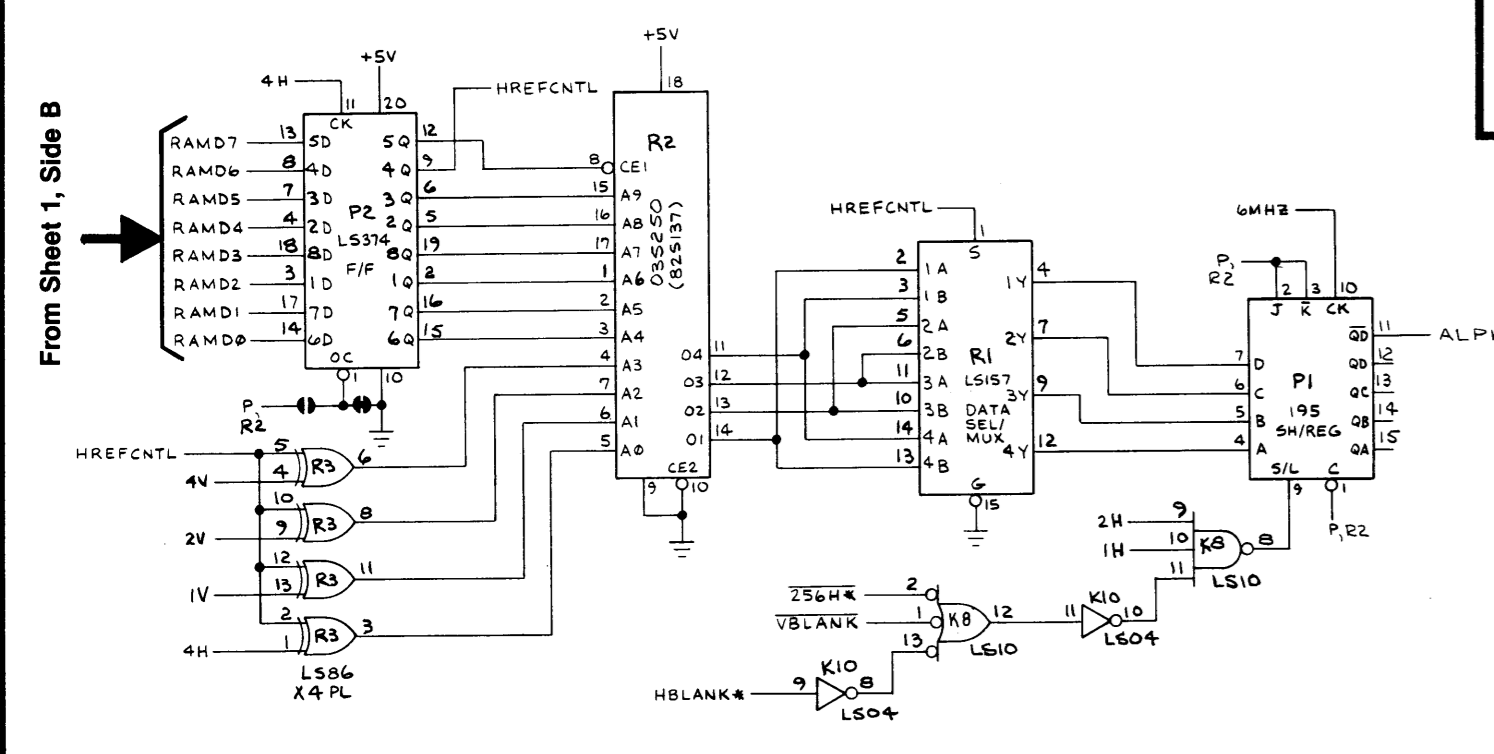 From Sheet 1, Side B
4H
+5V
HREFCNTL
+5V
11
20
18
CK
RAMD7
13
5D
5Q
12
R2
RAMD6
8
4D
4Q
9
8
CE1
RAMD5
7
3D
3Q
6
15
A9
RAMD4
4
2D
P2
2Q
5
16
A8
RAMD3
18
8D
LS374
8Q
19
17
A7
RAMD2
3
1D
F/F
1Q
2
1
A6
RAMD1
17
7D
7Q
16
2
A5
RAMD0
14
6D
6Q
15
3
A4
OC
1
10
P,
R2
035250
(82S137)
4
A3
7
A2
6
A1
5
A0
O4
11
O3
12
O2
13
O1
14
CE2
9
10
HREFCNTL
5
4
R3
6
4V
10
9
R3
8
2V
12
13
R3
11
1V
2
1
R3
3
4H
LS86
X4 PL
HREFCNTL
1
S
2
1A
1Y
4
3
1B
5
2A
2Y
7
6
2B
R1
11
3A
LS157
3Y
9
10
3B
DATA
SEL/
MUX
14
4A
4Y
12
13
4B
G
15
6MHZ
P,
R2
2
3
10
J
K
CK
QD
11
ALPH
QD
12
7
D
QC
13
6
C
P1
QB
14
5
B
195
SH/REG
QA
15
4
A
S/L
C
9
1
P,R2
2H
9
1H
10
K8
8
11
LS10
256H*
2
VBLANK
1
K8
12
13
LS10
11
K10
10
LS04
HBLANK*
9
K10
8
LS04